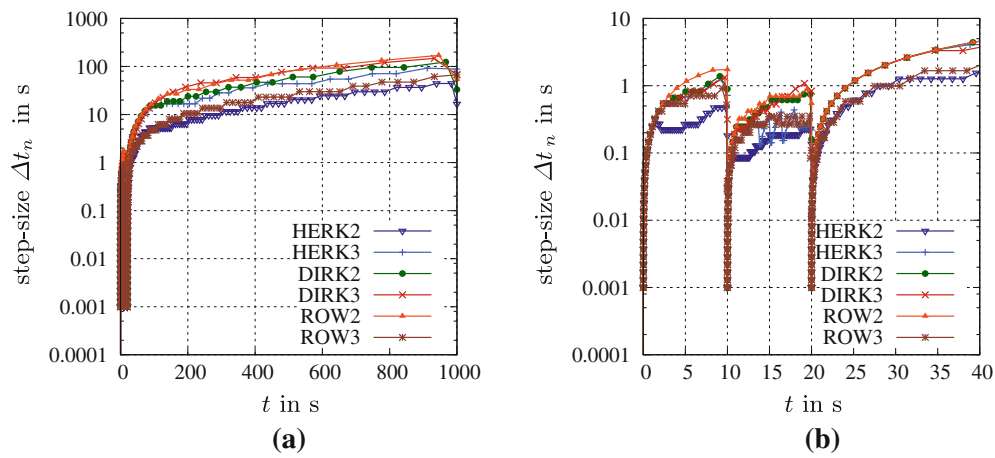 step-size Δtₙ in s
1000
100
10
1
0.1
0.01
0.001
0.0001
HERK2
HERK3
DIRK2
DIRK3
ROW2
ROW3
0 200 400 600 800 1000
t in s
(a)
step-size Δtₙ in s
10
1
0.1
0.01
0.001
0.0001
HERK2
HERK3
DIRK2
DIRK3
ROW2
ROW3
0 5 10 15 20 25 30 35 40
t in s
(b)